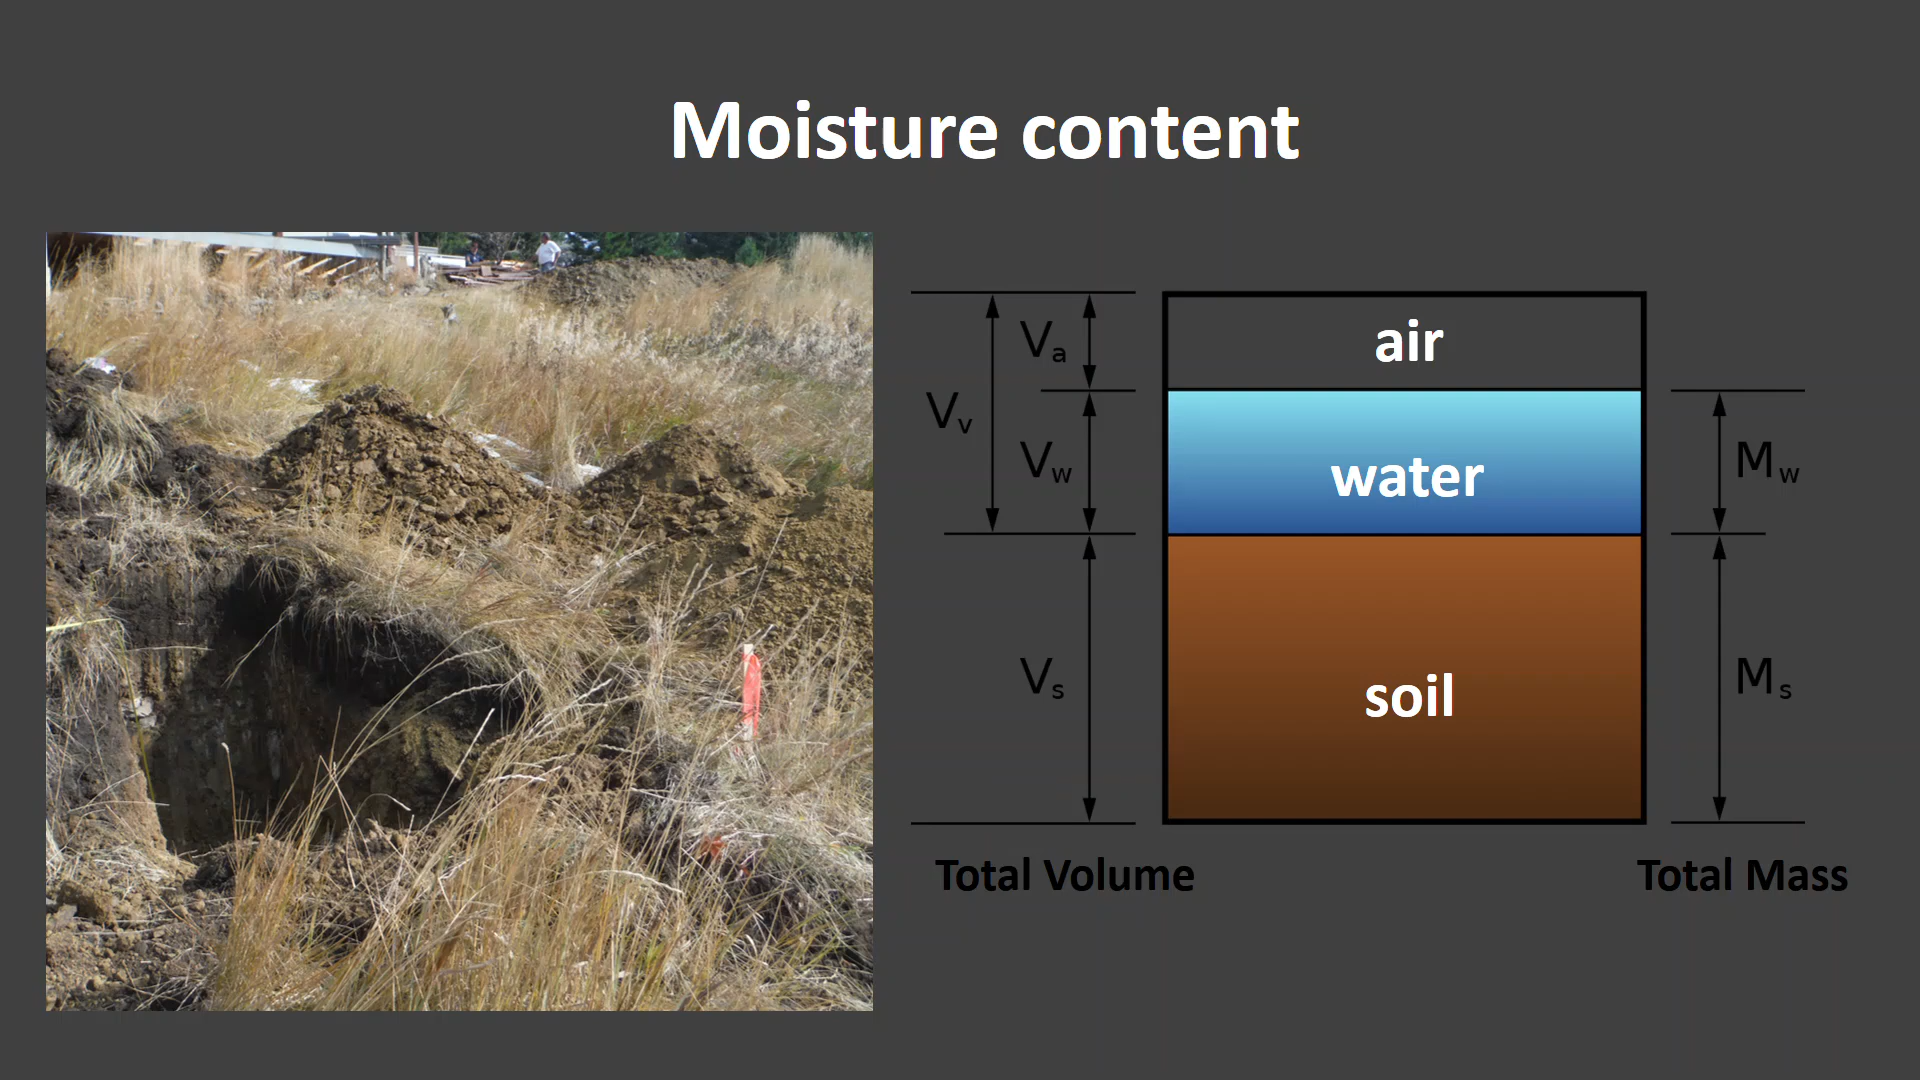 Moisture content
air
Va
Vv
water
Vw
Mw
soil
Vs
Ms
Total Volume
Total Mass